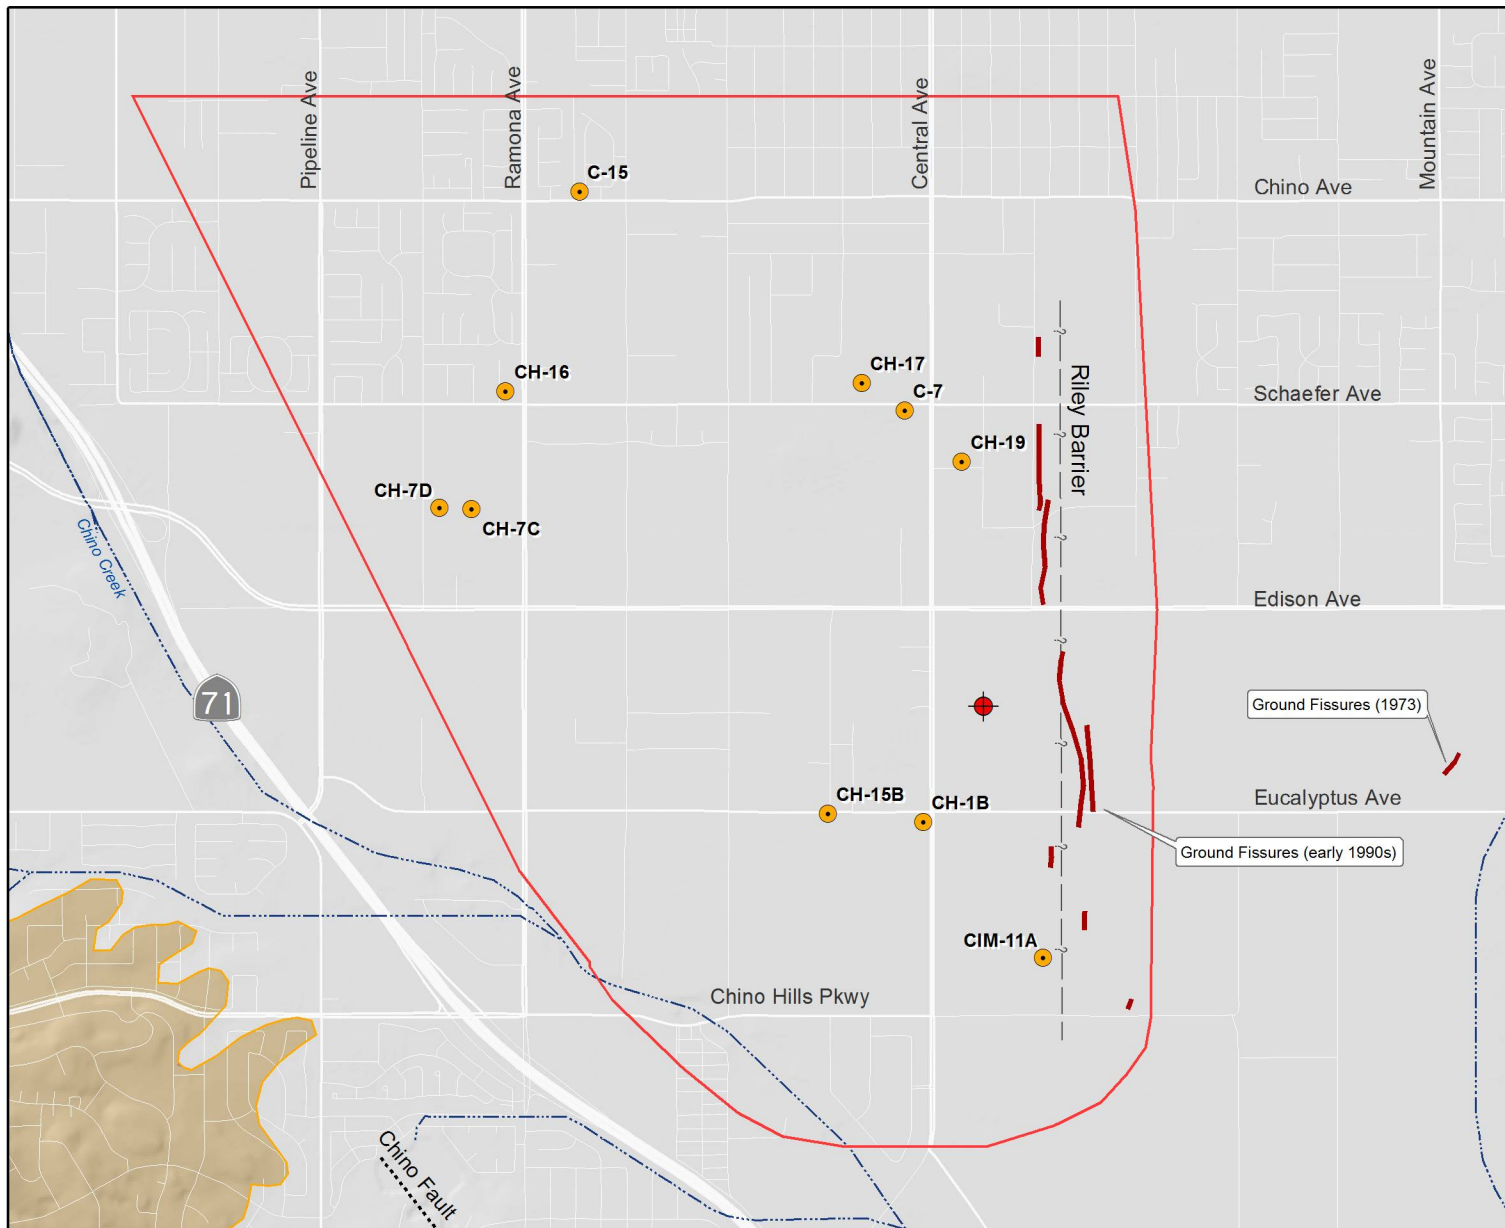 Pipeline Ave
Ramona Ave
Central Ave
Mountain Ave
C-15
Chino Ave
CH-16
CH-17
C-7
Schaefer Ave
Riley Barrier
CH-19
CH-7D
CH-7C
Chino Creek
Edison Ave
71
Ground Fissures (1973)
CH-15B
CH-1B
Eucalyptus Ave
Ground Fissures (early 1990s)
CIM-11A
Chino Hills Pkwy
Chino Fault
?
?
?
?
?
?
?